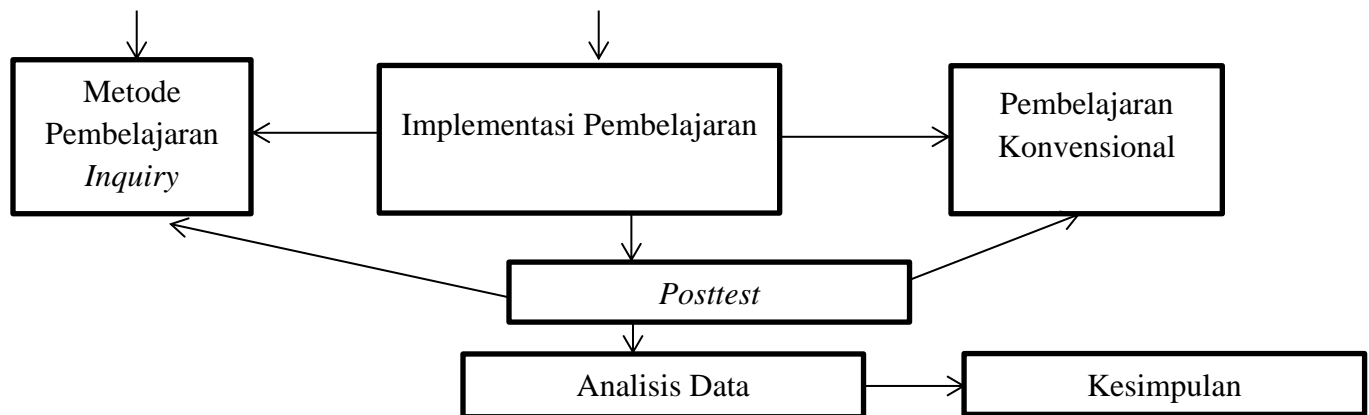 Metode
Pembelajaran
Inquiry
Implementasi Pembelajaran
Pembelajaran
Konvensional
Posttest
Analisis Data
Kesimpulan